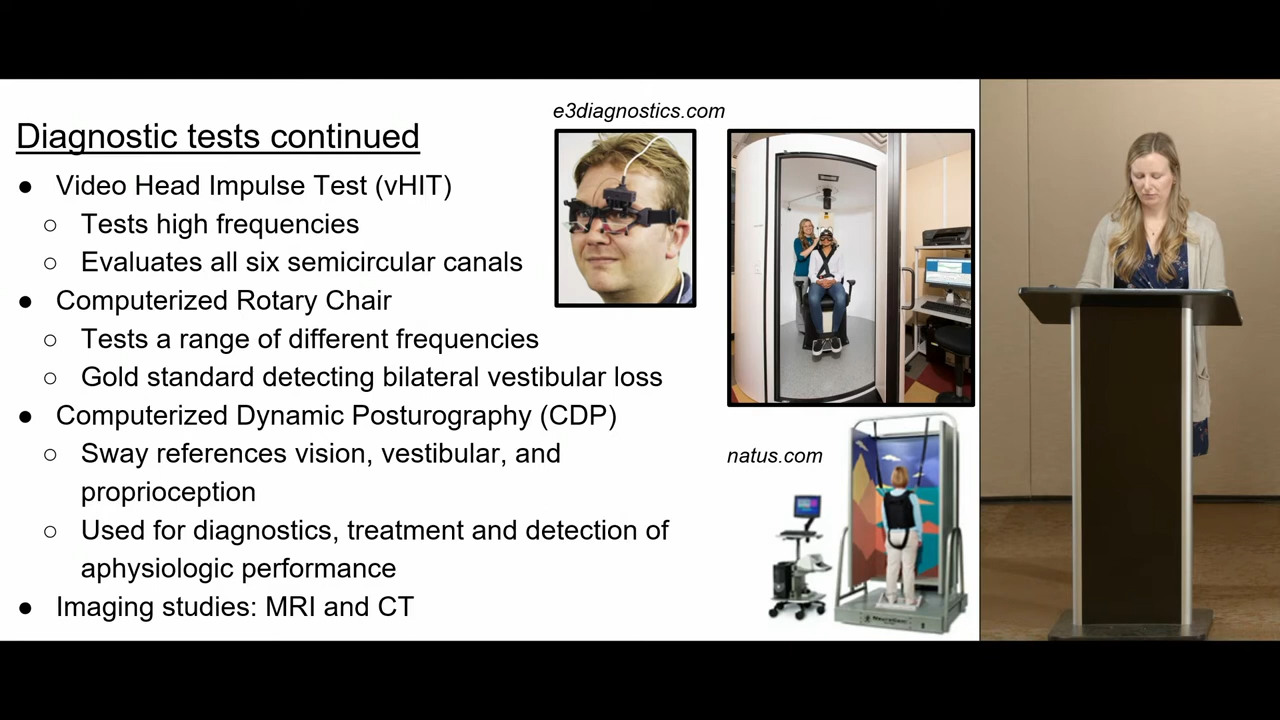 e3diagnostics.com
Diagnostic tests continued
● Video Head Impulse Test (vHIT)
○ Tests high frequencies
○ Evaluates all six semicircular canals
● Computerized Rotary Chair
○ Tests a range of different frequencies
○ Gold standard detecting bilateral vestibular loss
● Computerized Dynamic Posturography (CDP)
○ Sway references vision, vestibular, and
proprioception
○ Used for diagnostics, treatment and detection of
aphysiologic performance
● Imaging studies: MRI and CT
natus.com